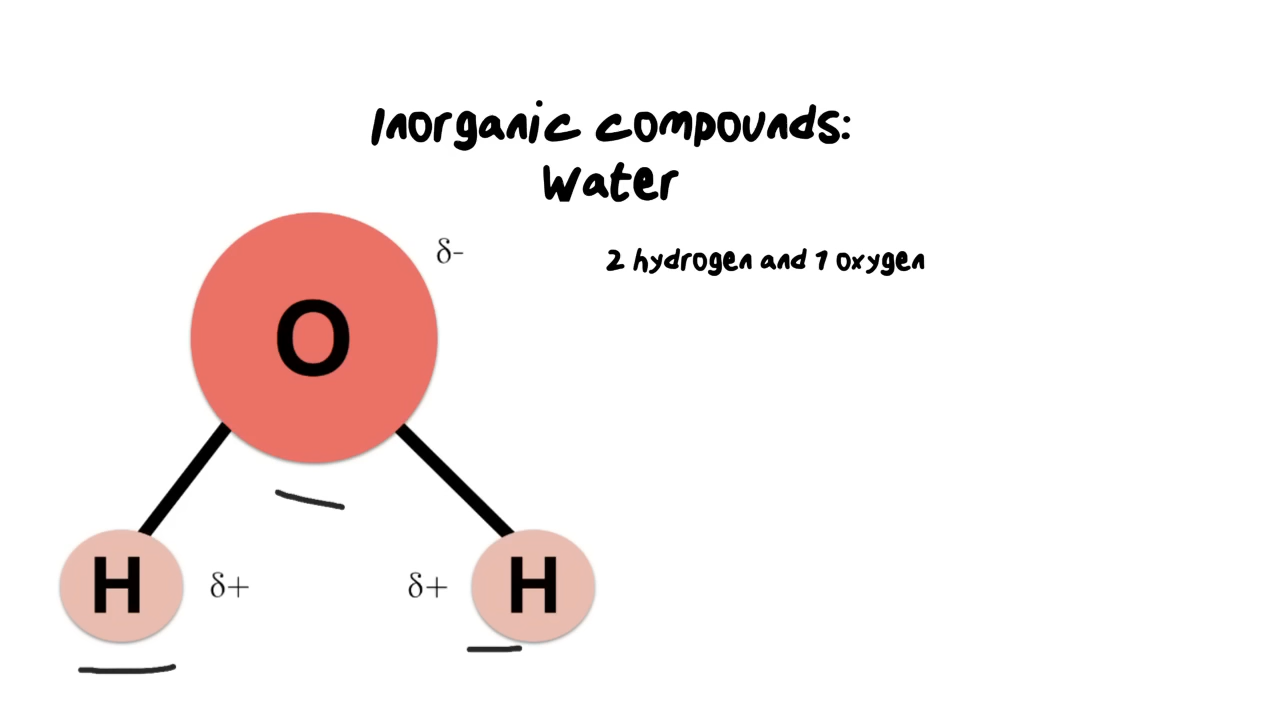 Inorganic compounds:
Water
δ-
2 hydrogen and 1 oxygen
O
H δ+ δ+ H